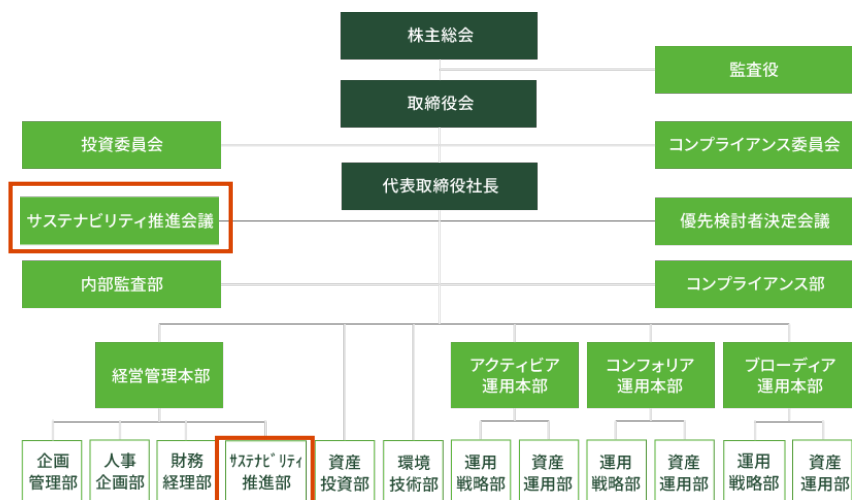 株主総会
監査役
取締役会
投資委員会
コンプライアンス委員会
代表取締役社長
サステナビリティ推進会議
優先検討者決定会議
内部監査部
コンプライアンス部
経営管理本部
アクティビア
運用本部
コンフォリア
運用本部
ブローディア
運用本部
企画
管理部
人事
企画部
財務
経理部
ｻｽﾃﾅﾋﾞﾘﾃｨ
推進部
資産
投資部
環境
技術部
運用
戦略部
資産
運用部
運用
戦略部
資産
運用部
運用
戦略部
資産
運用部